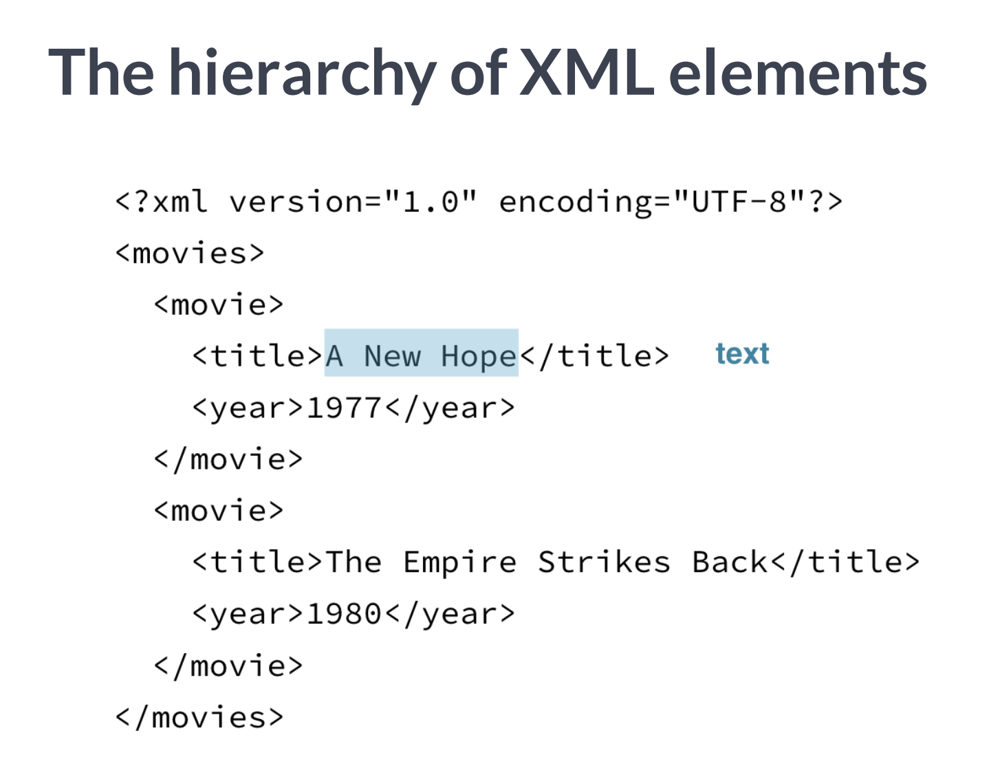 The hierarchy of XML elements
<?xml version="1.0" encoding="UTF-8"?>
<movies>
<movie>
<title>A New Hope</title> text
<year>1977</year>
</movie>
<movie>
<title>The Empire Strikes Back</title>
<year>1980</year>
</movie>
</movies>